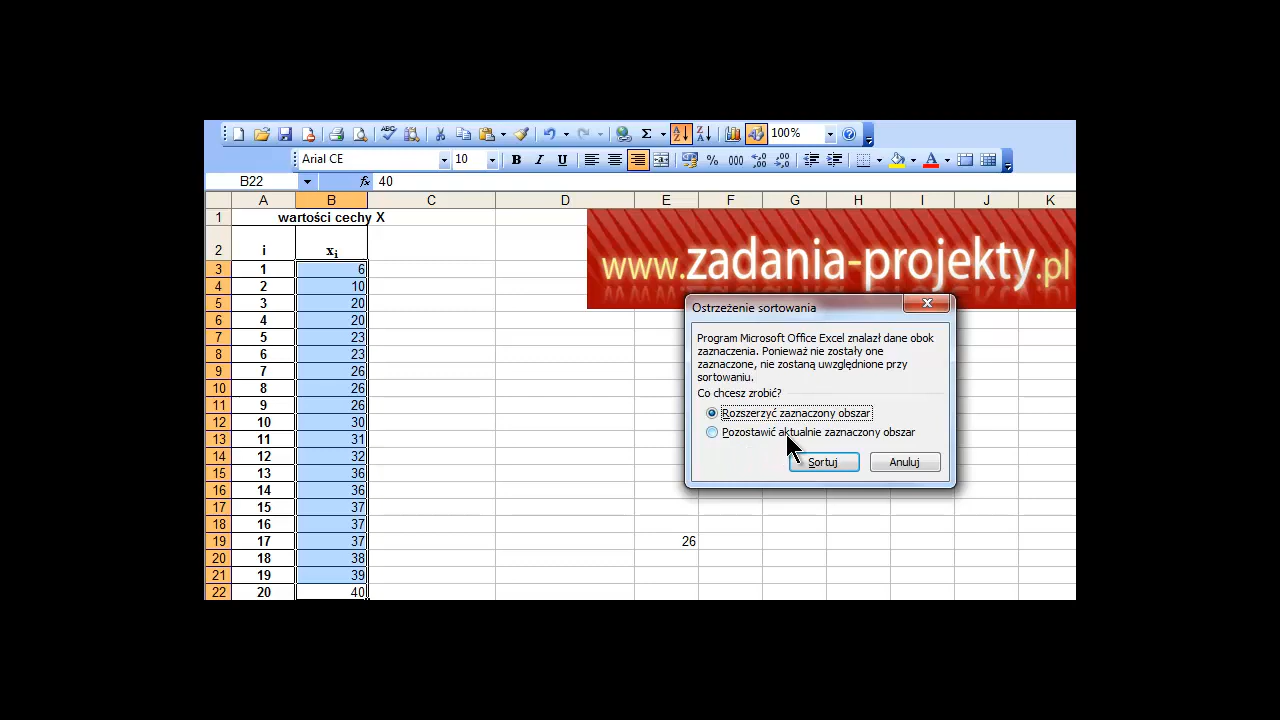 100%
Arial CE 10
B22 fx 40
A B C D E F G H I J K
1 wartości cechy X
www.zadania-projekty.pl
2 i xi
3 1 6
4 2 10
5 3 20
6 4 20
7 5 23
8 6 23
9 7 26
10 8 26
11 9 26
12 10 30
13 11 31
14 12 32
15 13 36
16 14 36
17 15 37
18 16 37
19 17 37 26
20 18 38
21 19 39
22 20 40
Ostrzeżenie sortowania
Program Microsoft Office Excel znalazł dane obok
zaznaczenia. Ponieważ nie zostały one
zaznaczone, nie zostaną uwzględnione przy
sortowaniu.
Co chcesz zrobić?
Rozszerzyć zaznaczony obszar
Pozostawić aktualnie zaznaczony obszar
Sortuj Anuluj